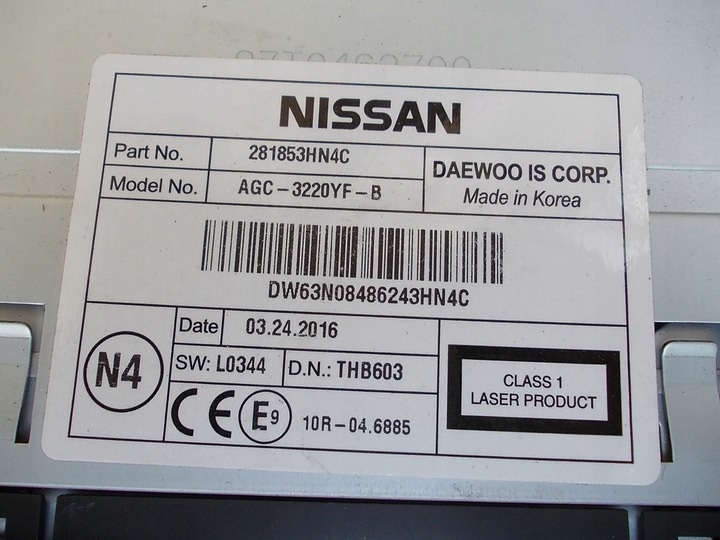 NISSAN
Part No. 281853HN4C
Model No. AGC-3220YF-B
DAEWOO IS CORP.
Made in Korea
DW63N08486243HN4C
N4
Date 03.24.2016
SW: L0344 D.N.: THB603
CE E9 10R-04.6885
CLASS 1
LASER PRODUCT